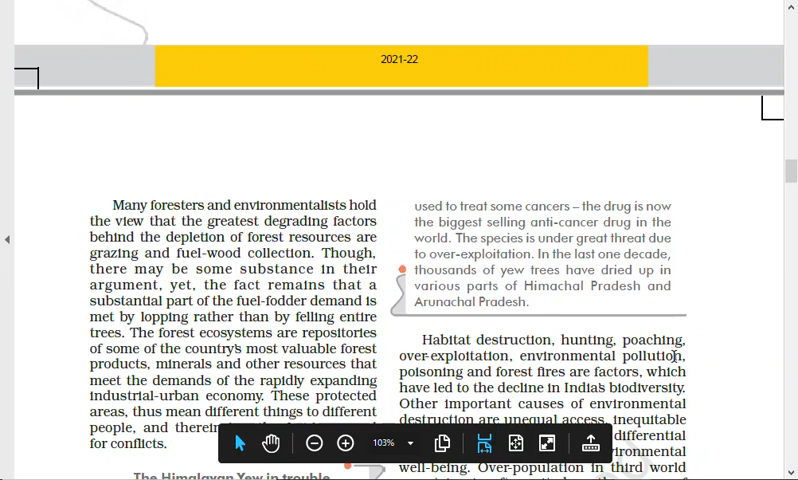 2021-22
Many foresters and environmentalists hold
the view that the greatest degrading factors
behind the depletion of forest resources are
grazing and fuel-wood collection. Though,
there may be some substance in their
argument, yet, the fact remains that a
substantial part of the fuel-fodder demand is
met by lopping rather than by felling entire
trees. The forest ecosystems are repositories
of some of the country's most valuable forest
products, minerals and other resources that
meet the demands of the rapidly expanding
industrial-urban economy. These protected
areas, thus mean different things to different
people, and therein
for conflicts.
The Himalayan Yew in trouble
used to treat some cancers – the drug is now
the biggest selling anti-cancer drug in the
world. The species is under great threat due
to over-exploitation. In the last one decade,
thousands of yew trees have dried up in
various parts of Himachal Pradesh and
Arunachal Pradesh.
Habitat destruction, hunting, poaching,
over-exploitation, environmental pollution,
poisoning and forest fires are factors, which
have led to the decline in India's biodiversity.
Other important causes of environmental
destruction are unequal access, inequitable
differential
environmental
well-being. Over-population in third world
103%